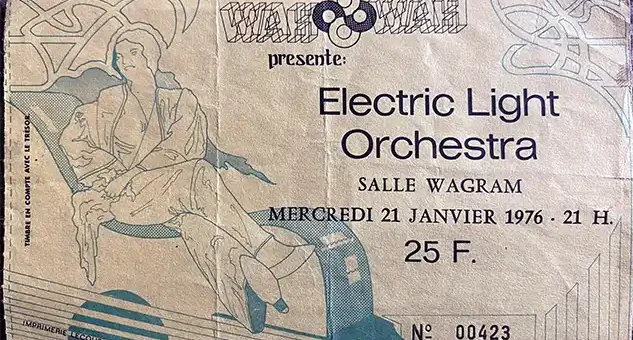 WAH WAH
presente:
Electric Light
Orchestra
SALLE WAGRAM
MERCREDI 21 JANVIER 1976 · 21 H.
25 F.
Nº 00423
TIMBRE EN COMPTE AVEC LE TRÉSOR
IMPRIMERIE